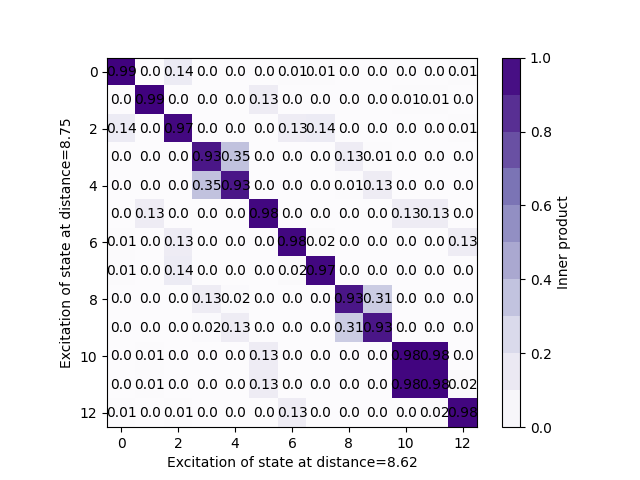 0 0.99 0.0 0.14 0.0 0.0 0.0 0.01 0.01 0.0 0.0 0.0 0.0 0.01
0.0 0.99 0.0 0.0 0.0 0.13 0.0 0.0 0.0 0.0 0.01 0.01 0.0
2 0.14 0.0 0.97 0.0 0.0 0.0 0.13 0.14 0.0 0.0 0.0 0.0 0.01
0.0 0.0 0.0 0.93 0.35 0.0 0.0 0.0 0.13 0.01 0.0 0.0 0.0
4 0.0 0.0 0.0 0.35 0.93 0.0 0.0 0.0 0.01 0.13 0.0 0.0 0.0
0.0 0.13 0.0 0.0 0.0 0.98 0.0 0.0 0.0 0.0 0.13 0.13 0.0
6 0.01 0.0 0.13 0.0 0.0 0.0 0.98 0.02 0.0 0.0 0.0 0.0 0.13
0.01 0.0 0.14 0.0 0.0 0.0 0.02 0.97 0.0 0.0 0.0 0.0 0.0
8 0.0 0.0 0.0 0.13 0.02 0.0 0.0 0.0 0.93 0.31 0.0 0.0 0.0
0.0 0.0 0.0 0.02 0.13 0.0 0.0 0.0 0.31 0.93 0.0 0.0 0.0
10 0.0 0.01 0.0 0.0 0.0 0.13 0.0 0.0 0.0 0.0 0.98 0.98 0.0
0.0 0.01 0.0 0.0 0.0 0.13 0.0 0.0 0.0 0.0 0.98 0.98 0.02
12 0.01 0.0 0.01 0.0 0.0 0.0 0.13 0.0 0.0 0.0 0.0 0.02 0.98
0 2 4 6 8 10 12
Excitation of state at distance=8.62
Excitation of state at distance=8.75
1.0
0.8
0.6
0.4
0.2
0.0
Inner product